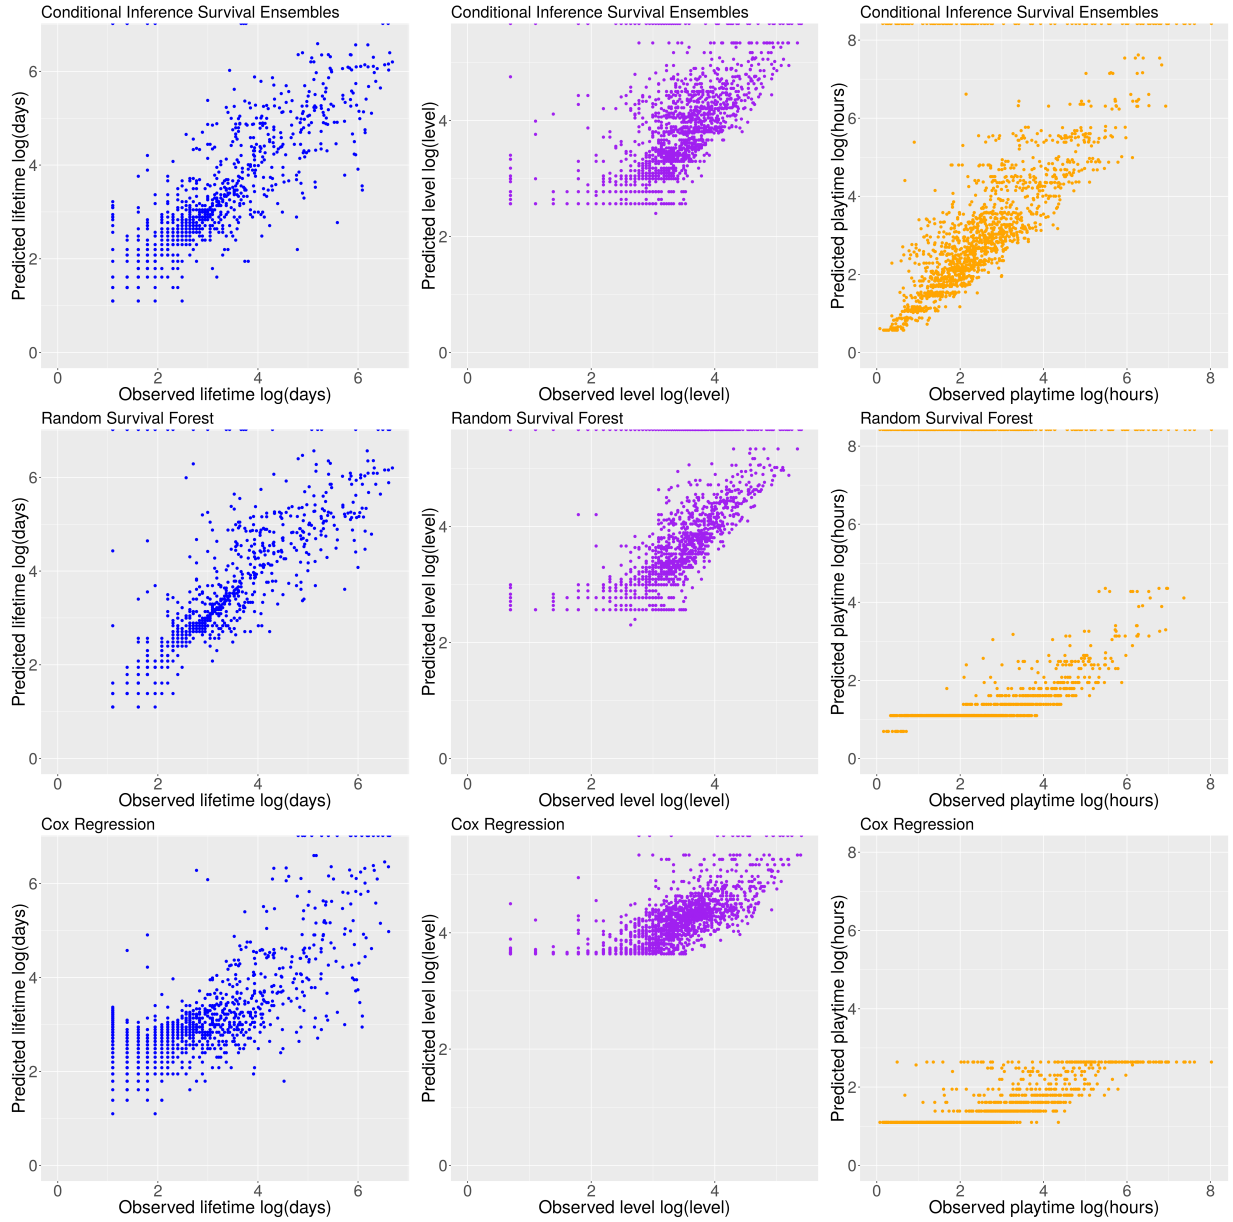 Conditional Inference Survival Ensembles
Predicted lifetime log(days)
6
4
2
0
0 2 4 6
Observed lifetime log(days)
Conditional Inference Survival Ensembles
Predicted level log(level)
4
2
0
0 2 4
Observed level log(level)
Conditional Inference Survival Ensembles
Predicted playtime log(hours)
8
6
4
2
0
0 2 4 6 8
Observed playtime log(hours)
Random Survival Forest
Predicted lifetime log(days)
6
4
2
0
0 2 4 6
Observed lifetime log(days)
Random Survival Forest
Predicted level log(level)
4
2
0
0 2 4
Observed level log(level)
Random Survival Forest
Predicted playtime log(hours)
8
6
4
2
0
0 2 4 6 8
Observed playtime log(hours)
Cox Regression
Predicted lifetime log(days)
6
4
2
0
0 2 4 6
Observed lifetime log(days)
Cox Regression
Predicted level log(level)
4
2
0
0 2 4
Observed level log(level)
Cox Regression
Predicted playtime log(hours)
8
6
4
2
0
0 2 4 6 8
Observed playtime log(hours)